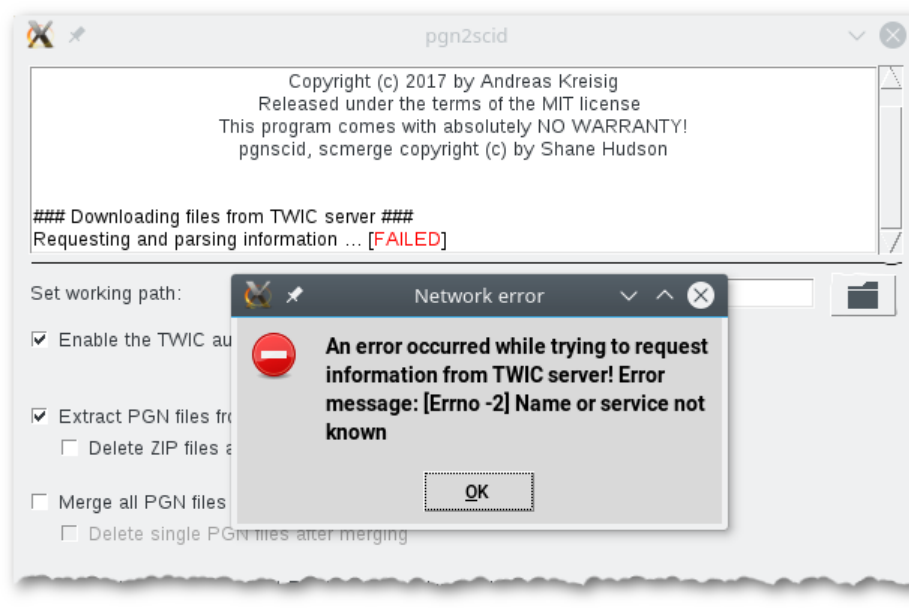 pgn2scid
Copyright (c) 2017 by Andreas Kreisig
Released under the terms of the MIT license
This program comes with absolutely NO WARRANTY!
pgnscid, scmerge copyright (c) by Shane Hudson
### Downloading files from TWIC server ###
Requesting and parsing information ... [FAILED]
Set working path:
Network error
Enable the TWIC au
An error occurred while trying to request
information from TWIC server! Error
message: [Errno -2] Name or service not
known
Extract PGN files fro
Delete ZIP files a
OK
Merge all PGN files
Delete single PGN files after merging